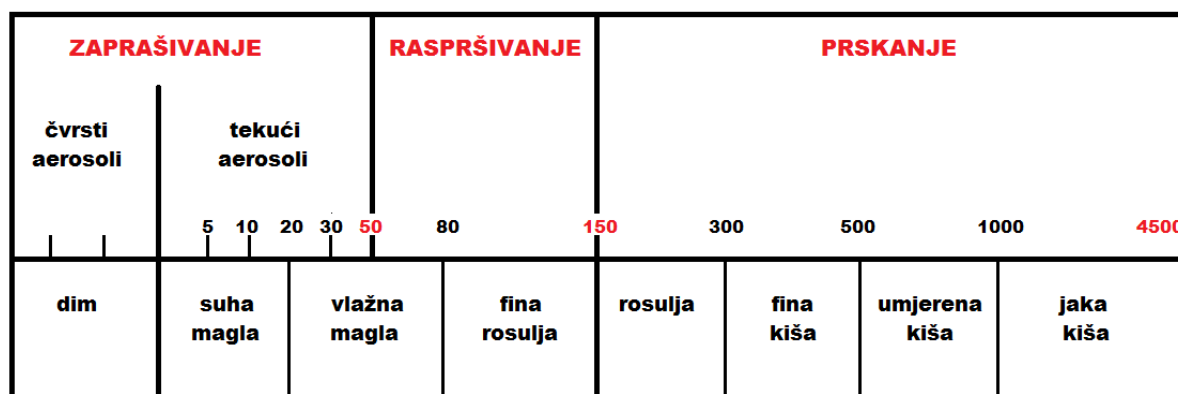 ZAPRAŠIVANJE RASPRŠIVANJE PRSKANJE
čvrsti tekući
aerosoli aerosoli
5 10 20 30 50 80 150 300 500 1000 4500
dim suha vlažna fina rosulja fina umjerena jaka
magla magla rosulja kiša kiša kiša